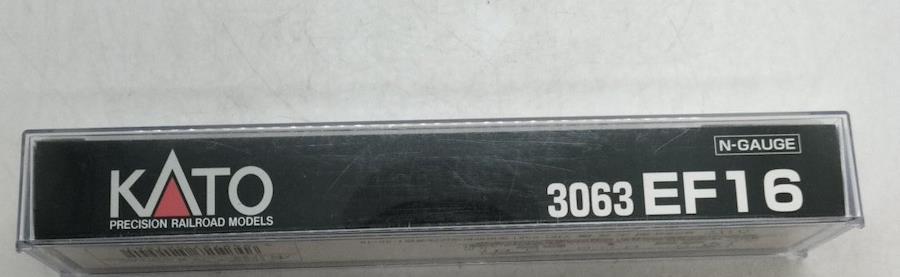 KATO
PRECISION RAILROAD MODELS
N-GAUGE
3063 EF16